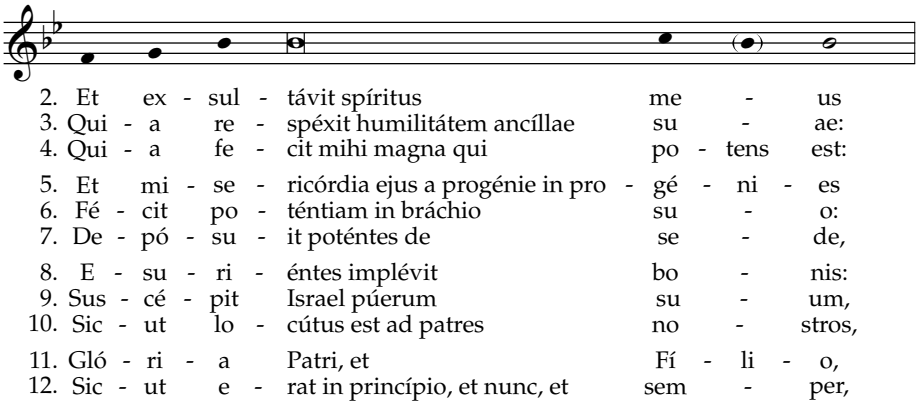 2. Et ex - sul - távit spíritus me - us
3. Qui - a re - spéxit humilitátem ancíllae su - ae:
4. Qui - a fe - cit mihi magna qui po - tens est:
5. Et mi - se - ricórdia ejus a progénie in pro - gé - ni - es
6. Fé - cit po - téntiam in bráchio su - o:
7. De - pó - su - it poténtes de se - de,
8. E - su - ri - éntes implévit bo - nis:
9. Sus - cé - pit Israel púerum su - um,
10. Sic - ut lo - cútus est ad patres no - stros,
11. Gló - ri - a Patri, et Fí - li - o,
12. Sic - ut e - rat in princípio, et nunc, et sem - per,